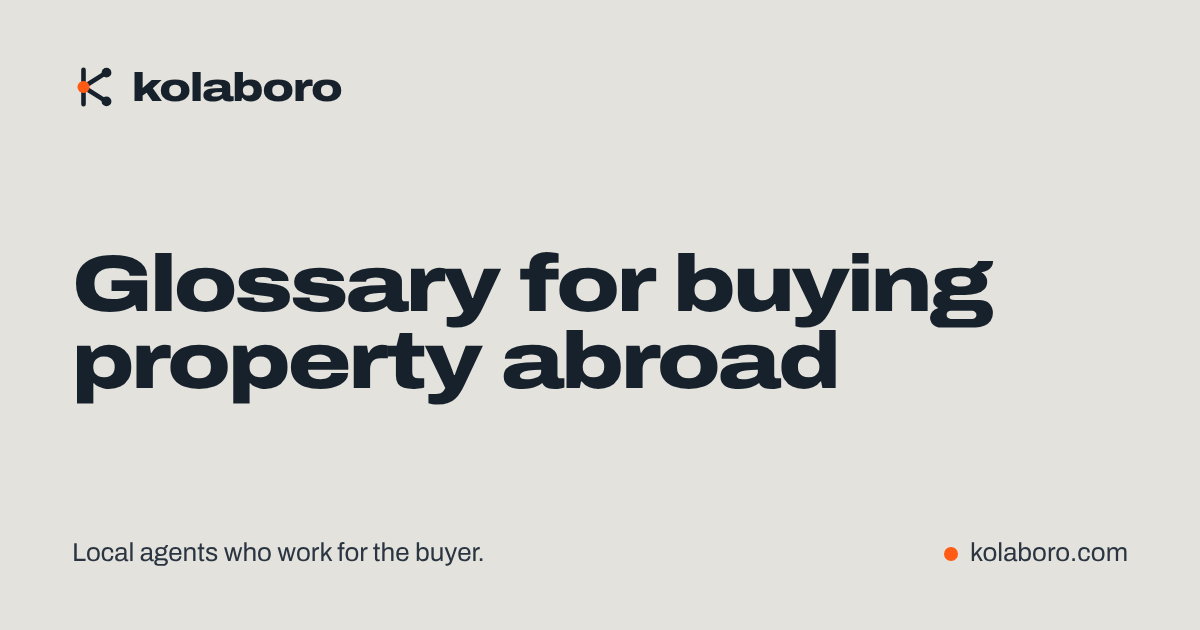 kolaboro
Glossary for buying
property abroad
Local agents who work for the buyer.
kolaboro.com